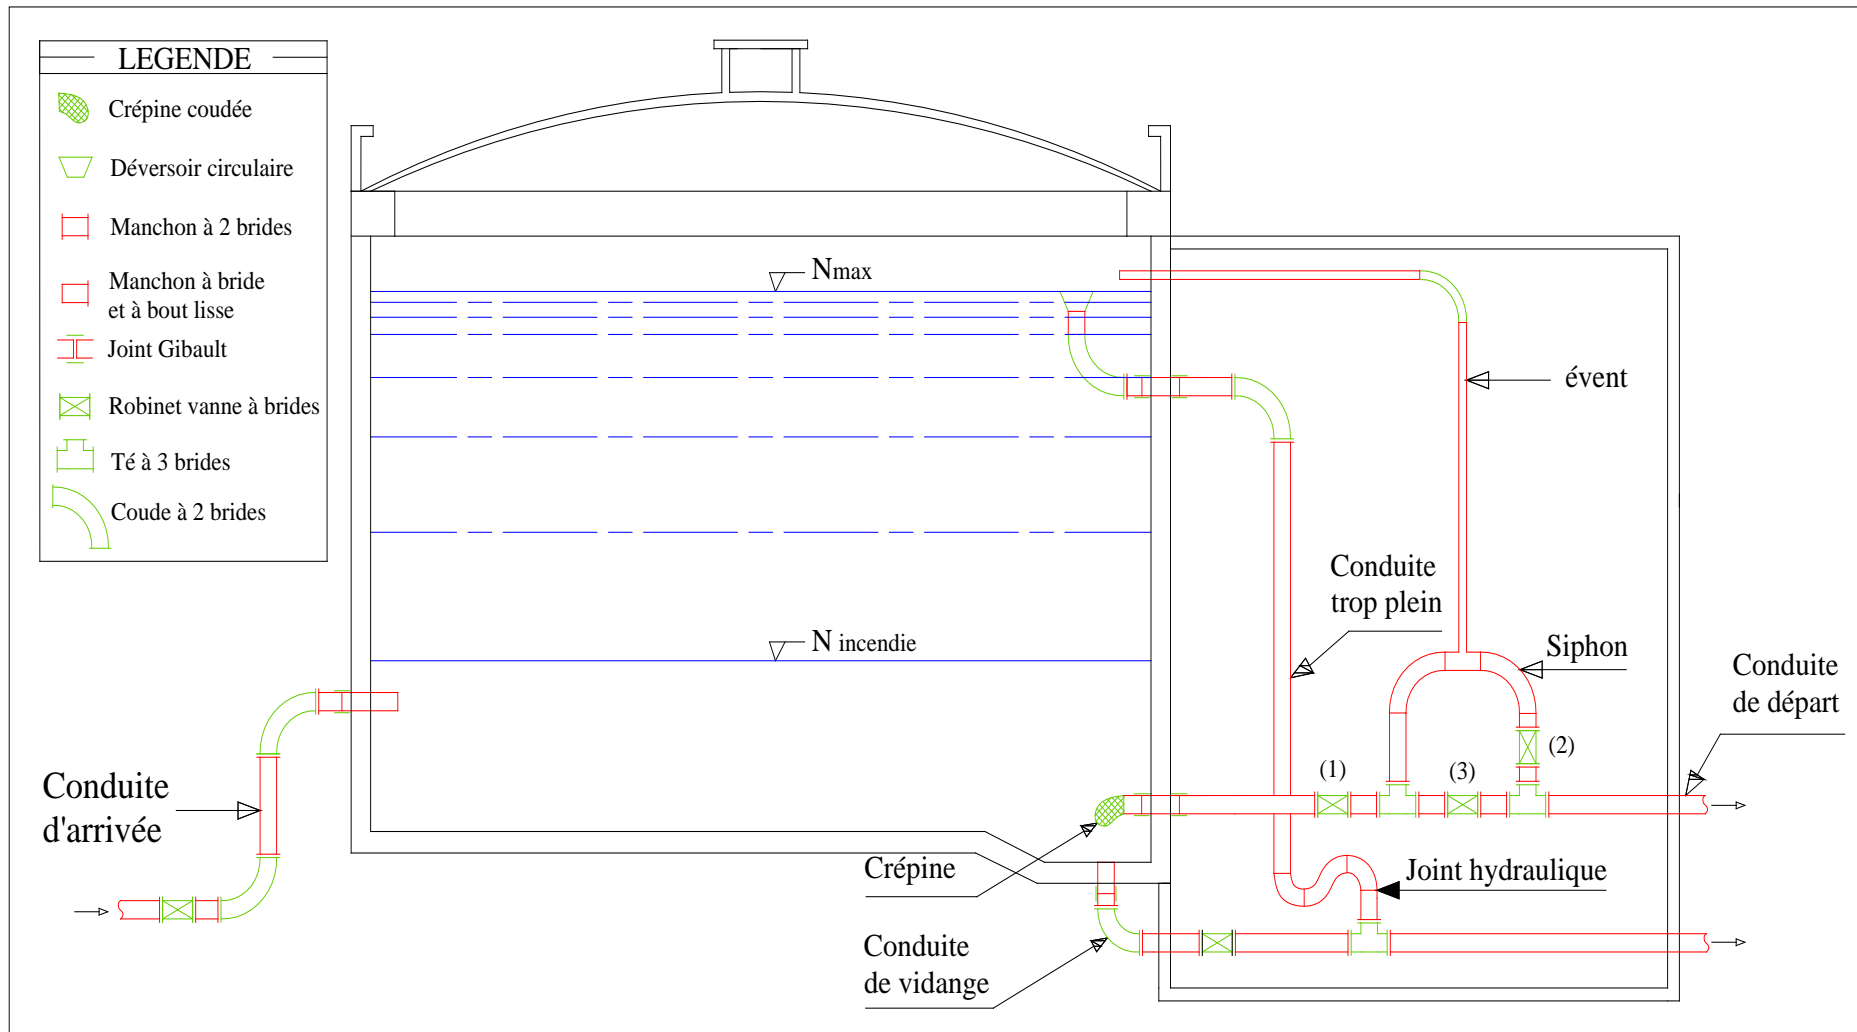 LEGENDE
Crépine coudée
Déversoir circulaire
Manchon à 2 brides
Manchon à bride
et à bout lisse
Joint Gibault
Robinet vanne à brides
Té à 3 brides
Coude à 2 brides
Nmax
évent
Conduite
trop plein
N incendie
Siphon
Conduite
de départ
(2)
(1)
(3)
Conduite
d'arrivée
Crépine
Joint hydraulique
Conduite
de vidange